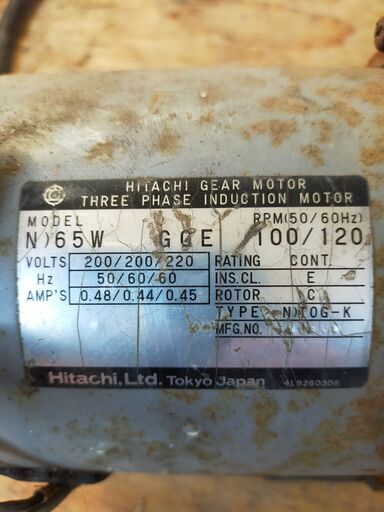 HITACHI GEAR MOTOR
THREE PHASE INDUCTION MOTOR
MODEL RPM(50/60Hz)
N)65W GCE 100/120
VOLTS 200/200/220 RATING CONT.
Hz 50/60/60 INS.CL. E
AMP'S 0.48/0.44/0.45 ROTOR C
TYPE
MFG.NO.
Hitachi, Ltd. Tokyo Japan 4L9260306